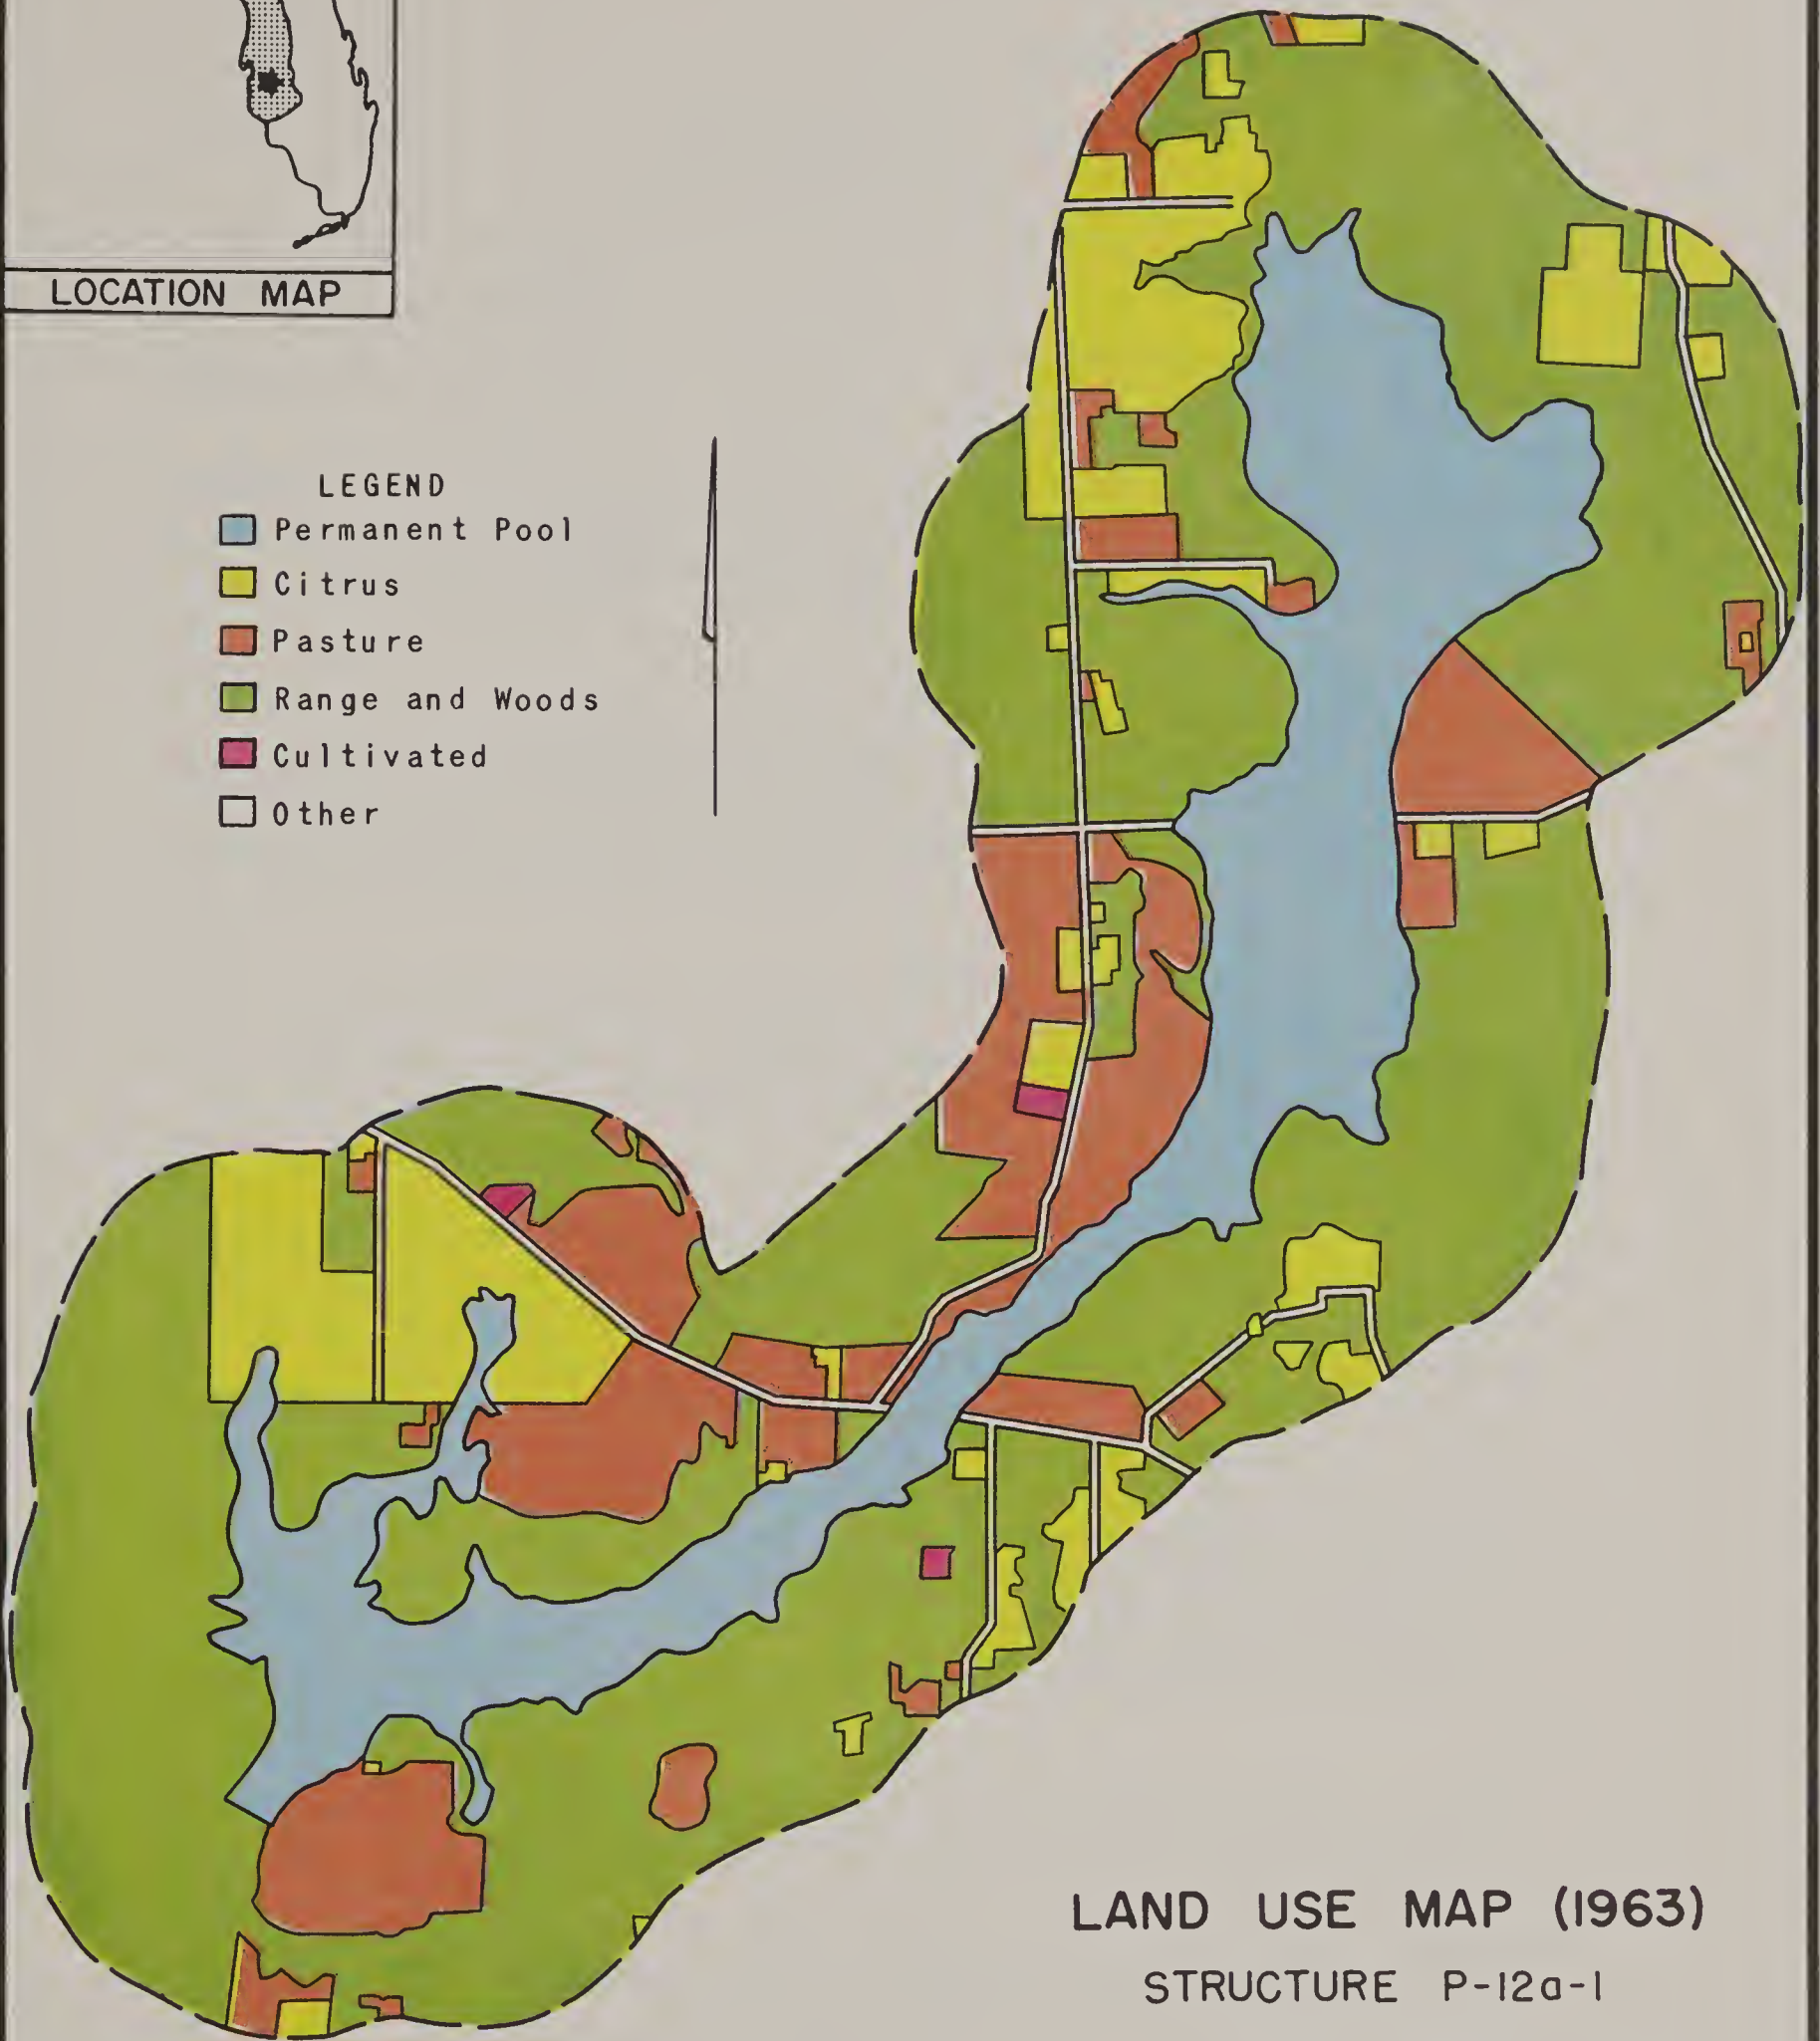 LOCATION MAP
LEGEND
Permanent Pool
Citrus
Pasture
Range and Woods
Cultivated
Other
LAND USE MAP (1963)
STRUCTURE P-12a-1